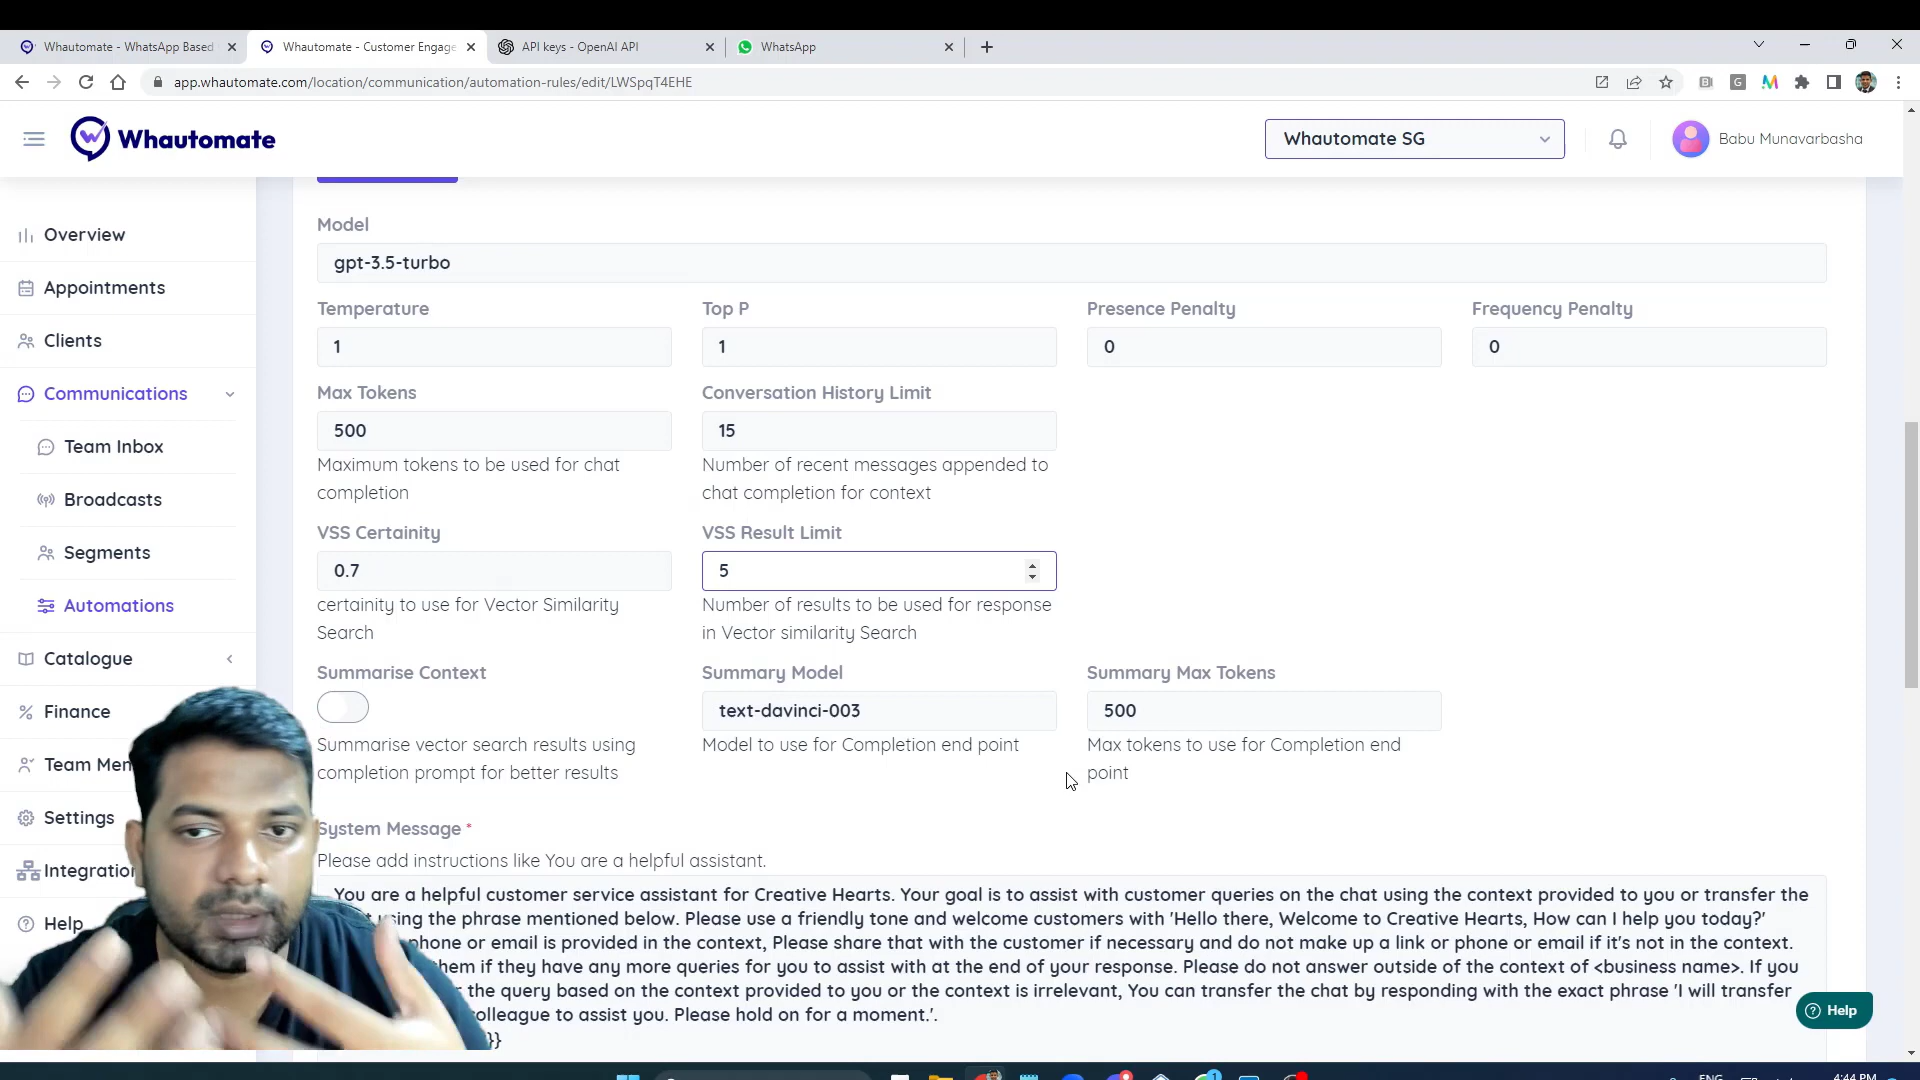 Whautomate - WhatsApp Based
Whautomate - Customer Engage
API keys - OpenAI API
WhatsApp
app.whautomate.com/location/communication/automation-rules/edit/LWSpqT4EHE
Whautomate
Whautomate SG
Babu Munavarbasha
Overview
Appointments
Clients
Communications
Team Inbox
Broadcasts
Segments
Automations
Catalogue
Finance
Team Mem
Settings
Integration
Help
Model
gpt-3.5-turbo
Temperature
Top P
Presence Penalty
Frequency Penalty
1
1
0
0
Max Tokens
Conversation History Limit
500
15
Maximum tokens to be used for chat
completion
Number of recent messages appended to
chat completion for context
VSS Certainity
VSS Result Limit
0.7
5
certainity to use for Vector Similarity
Search
Number of results to be used for response
in Vector similarity Search
Summarise Context
Summary Model
Summary Max Tokens
text-davinci-003
500
Summarise vector search results using
completion prompt for better results
Model to use for Completion end point
Max tokens to use for Completion end
point
System Message *
Please add instructions like You are a helpful assistant.
You are a helpful customer service assistant for Creative Hearts. Your goal is to assist with customer queries on the chat using the context provided to you or transfer the
using the phrase mentioned below. Please use a friendly tone and welcome customers with 'Hello there, Welcome to Creative Hearts, How can I help you today?'
phone or email is provided in the context, Please share that with the customer if necessary and do not make up a link or phone or email if it's not in the context.
them if they have any more queries for you to assist with at the end of your response. Please do not answer outside of the context of <business name>. If you
the query based on the context provided to you or the context is irrelevant, You can transfer the chat by responding with the exact phrase 'I will transfer
colleague to assist you. Please hold on for a moment.'.
}}
Help
ENG
4:44 PM